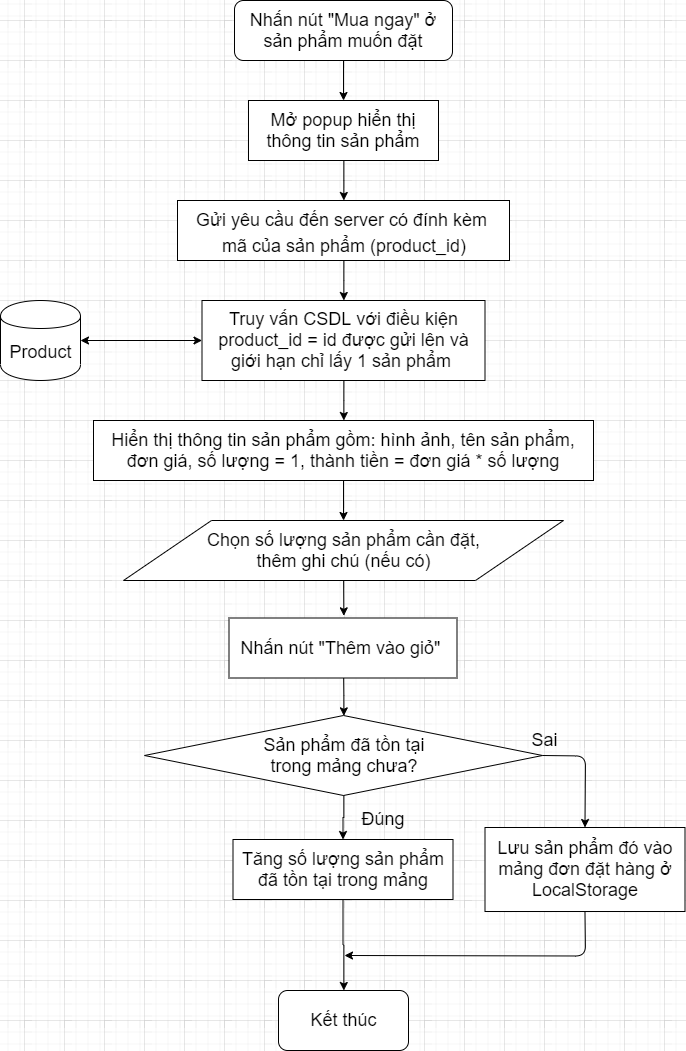 Nhấn nút "Mua ngay" ở
sản phẩm muốn đặt
Mở popup hiển thị
thông tin sản phẩm
Gửi yêu cầu đến server có đính kèm
mã của sản phẩm (product_id)
Product
Truy vấn CSDL với điều kiện
product_id = id được gửi lên và
giới hạn chỉ lấy 1 sản phẩm
Hiển thị thông tin sản phẩm gồm: hình ảnh, tên sản phẩm,
đơn giá, số lượng = 1, thành tiền = đơn giá * số lượng
Chọn số lượng sản phẩm cần đặt,
thêm ghi chú (nếu có)
Nhấn nút "Thêm vào giỏ"
Sản phẩm đã tồn tại
trong mảng chưa?
Sai
Đúng
Tăng số lượng sản phẩm
đã tồn tại trong mảng
Lưu sản phẩm đó vào
mảng đơn đặt hàng ở
LocalStorage
Kết thúc